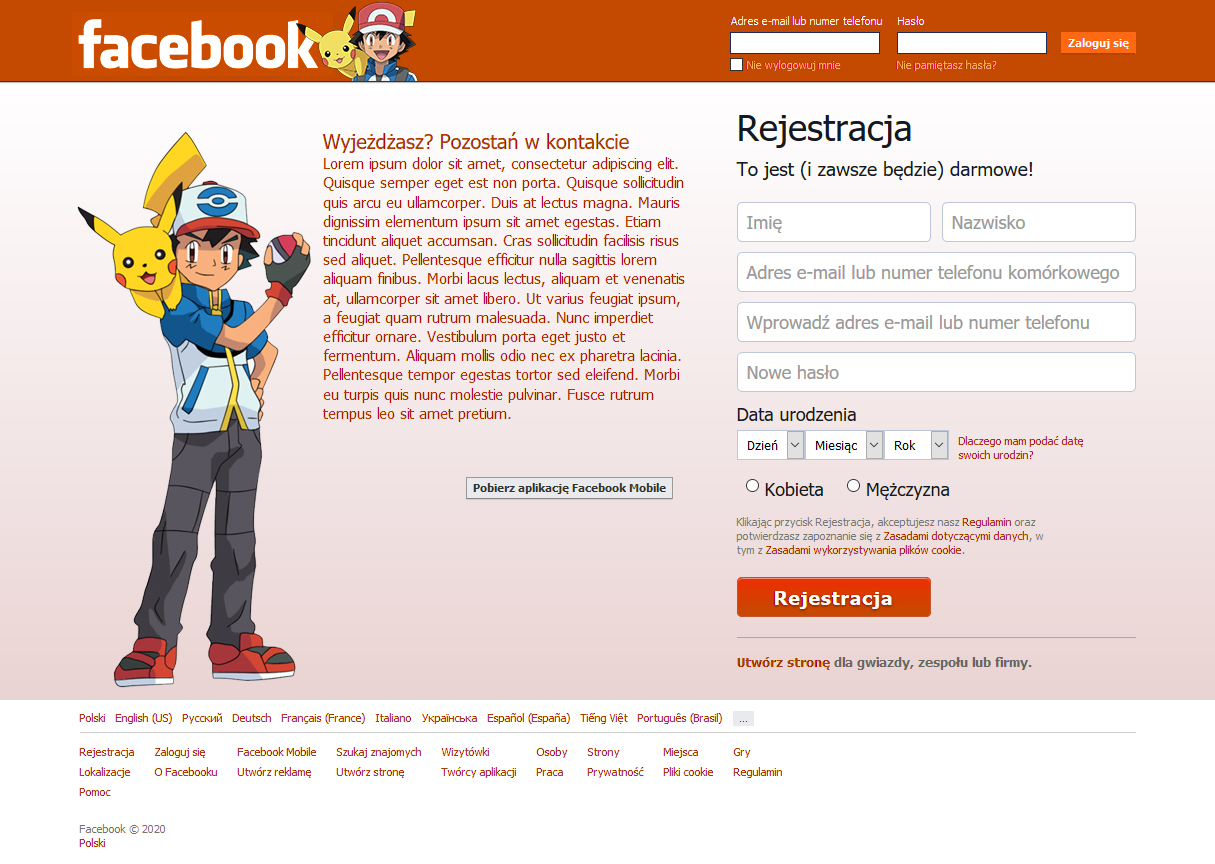 facebook
Adres e-mail lub numer telefonu
Hasło
Zaloguj się
Nie wylogowuj mnie
Nie pamiętasz hasła?
Wyjeżdżasz? Pozostań w kontakcie
Lorem ipsum dolor sit amet, consectetur adipiscing elit.
Quisque semper eget est non porta. Quisque sollicitudin
quis arcu eu ullamcorper. Duis at lectus magna. Mauris
dignissim elementum ipsum sit amet egestas. Etiam
tincidunt aliquet accumsan. Cras sollicitudin facilisis risus
sed aliquet. Pellentesque efficitur nulla sagittis lorem
aliquam finibus. Morbi lacus lectus, aliquam et venenatis
at, ullamcorper sit amet libero. Ut varius feugiat ipsum,
a feugiat quam rutrum malesuada. Nunc imperdiet
efficitur ornare. Vestibulum porta eget justo et
fermentum. Aliquam mollis odio nec ex pharetra lacinia.
Pellentesque tempor egestas tortor sed eleifend. Morbi
eu turpis quis nunc molestie pulvinar. Fusce rutrum
tempus leo sit amet pretium.
Pobierz aplikację Facebook Mobile
Rejestracja
To jest (i zawsze będzie) darmowe!
Imię
Nazwisko
Adres e-mail lub numer telefonu komórkowego
Wprowadź adres e-mail lub numer telefonu
Nowe hasło
Data urodzenia
Dzień Miesiąc Rok
Dlaczego mam podać datę
swoich urodzin?
Kobieta Mężczyzna
Klikając przycisk Rejestracja, akceptujesz nasz Regulamin oraz
potwierdzasz zapoznanie się z Zasadami dotyczącymi danych, w
tym z Zasadami wykorzystywania plików cookie.
Rejestracja
Utwórz stronę dla gwiazdy, zespołu lub firmy.
Polski English (US) Русский Deutsch Français (France) Italiano Українська Español (España) Tiếng Việt Português (Brasil) ...
Rejestracja Zaloguj się Facebook Mobile Szukaj znajomych Wizytówki Osoby Strony Miejsca Gry
Lokalizacje O Facebooku Utwórz reklamę Utwórz stronę Twórcy aplikacji Praca Prywatność Pliki cookie Regulamin
Pomoc
Facebook © 2020
Polski